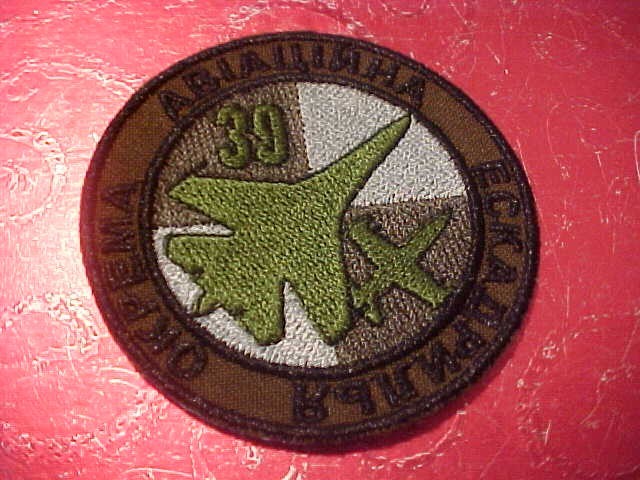 ОКРЕМА АВІАЦІЙНА ЕСКАДРИЛЬЯ
39